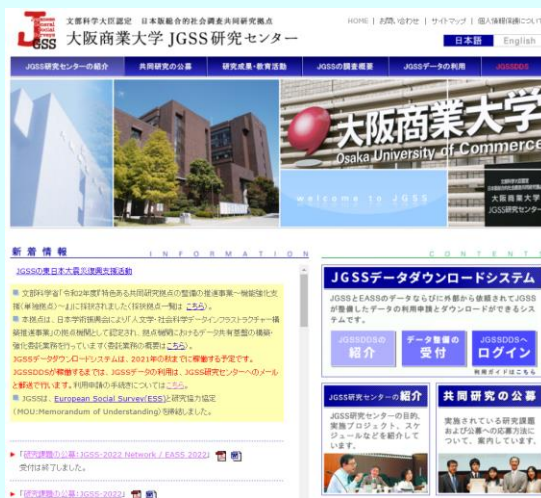 文部科学大臣認定 日本版総合的社会調査共同研究拠点
大阪商業大学 JGSS研究センター
JGSS
HOME | お問い合わせ | サイトマップ | 個人情報保護について
日本語 English
JGSS研究センターの紹介 共同研究の公募 研究成果・教育活動 JGSSの調査概要 JGSSデータの利用 JGSSDDS
大阪商業大学
Osaka University of Commerce
welcome to JGSS
大阪商業大学
JGSS研究センター
新着情報 INFORMATION
CONTENTS
JGSSの東日本大震災復興支援活動
文部科学省「令和2年度『特色ある共同研究拠点の整備の推進事業～機能強化支
援(単独拠点)～』」に採択されました(採択拠点一覧は こちら)。
本拠点は、日本学術振興会により「人文学・社会科学データインフラストラクチャー構
築推進事業」の拠点機関として認定され、拠点機関におけるデータ共有基盤の構築・
強化委託業務を行っています(委託業務の概要はこちら)。
JGSSデータダウンロードシステムは、2021年の秋までに稼働する予定です。
JGSSDDSが稼働するまでは、JGSSデータの利用は、JGSS研究センターへのメール
と郵送で行います。利用申請の手続きについてはこちら。
JGSSは、European Social Survey(ESS)と研究協力協定
(MOU:Memorandum of Understanding)を締結しました。
「研究課題の公募:JGSS-2022 Network / EASS 2022」
受付は終了しました。
「研究課題の公募:JGSS-2022」
JGSSデータダウンロードシステム
JGSSとEASSのデータならびに外部から依頼されてJGSS
が整備したデータの利用申請とダウンロードができるシス
テムです。
JGSSDDSの
紹介
データ整備の
受付
JGSSDDSへ
ログイン
利用ガイドはこちら
JGSS研究センターの紹介
JGSS研究センターの目的、
実施プロジェクト、スケ
ジュールなどを紹介して
います。
共同研究の公募
実施されている研究課題
および公募への応募方法に
ついて、案内しています。